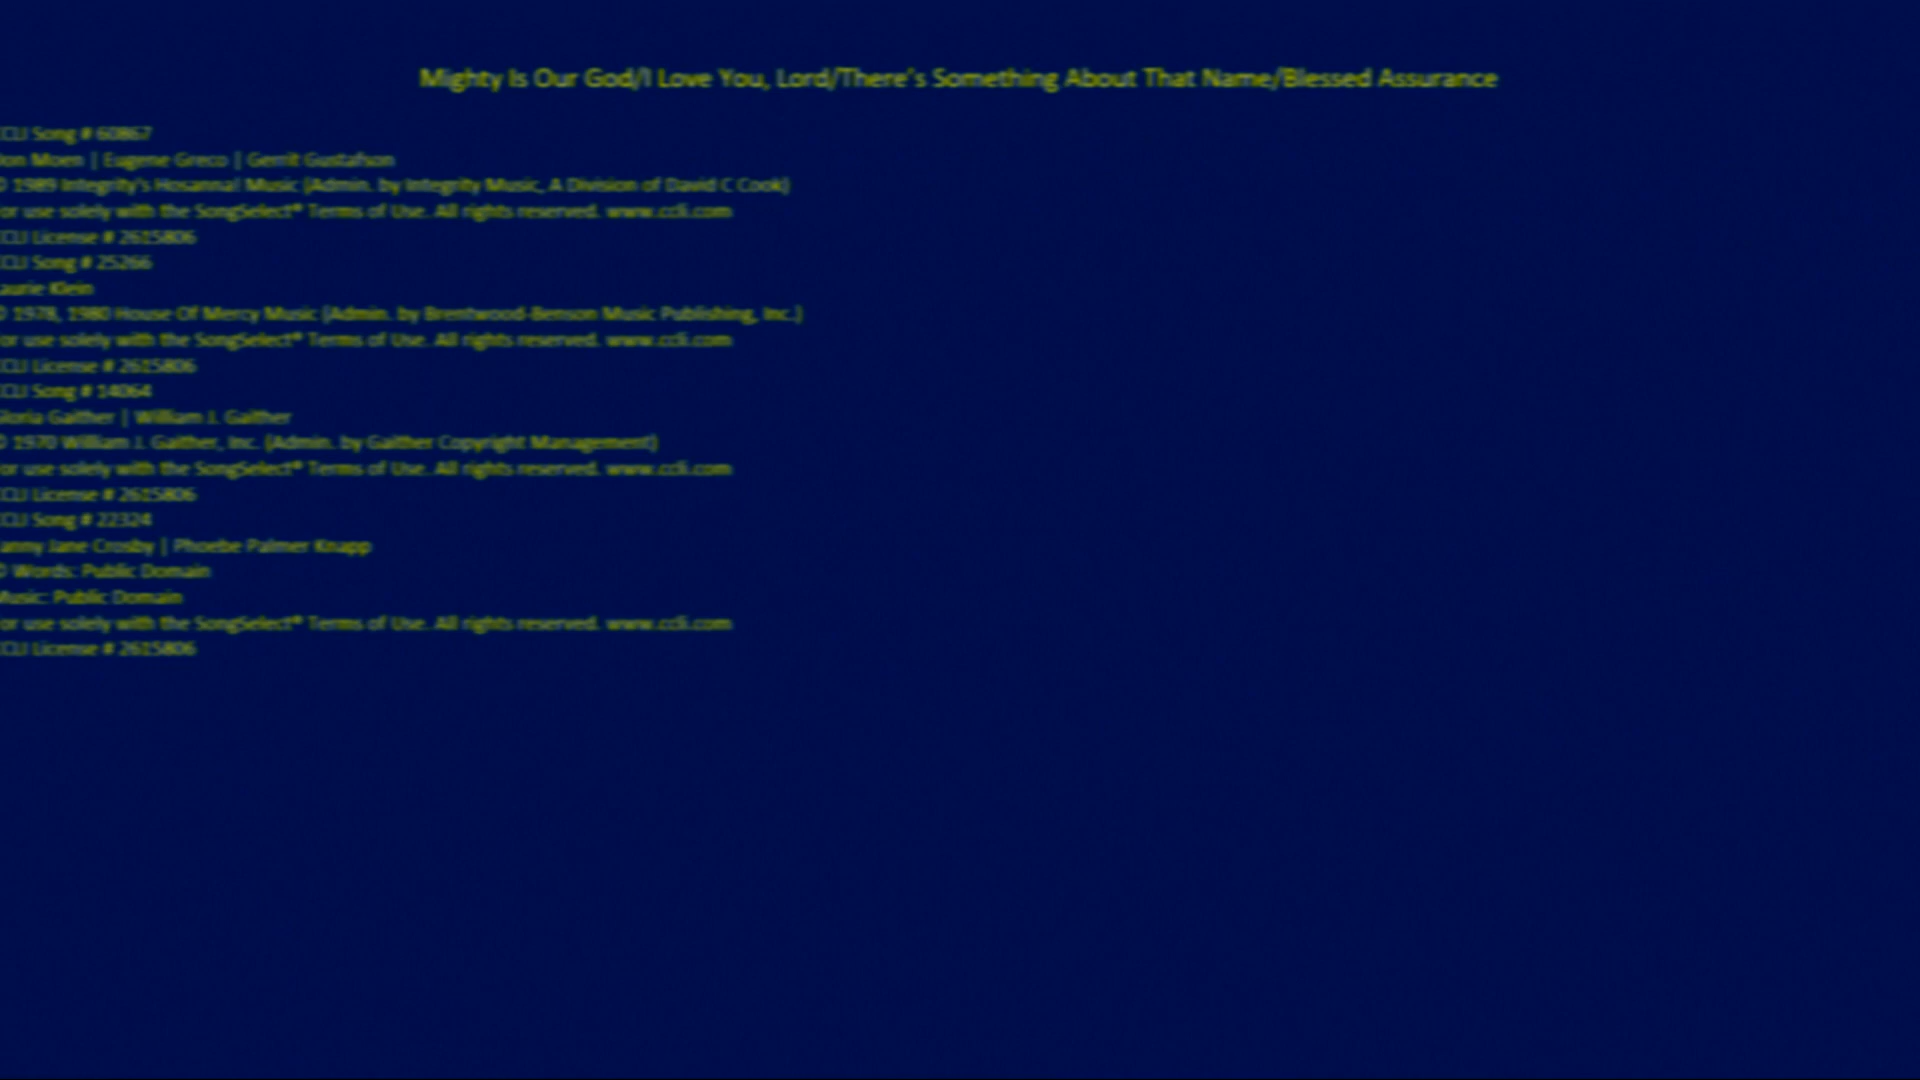 Mighty Is Our God/I Love You, Lord/There's Something About That Name/Blessed Assurance
CCLI Song # 60867
Don Moen | Eugene Greco | Gerrit Gustafson
© 1989 Integrity's Hosanna! Music (Admin. by Integrity Music, A Division of David C Cook)
For use solely with the SongSelect® Terms of Use. All rights reserved. www.ccli.com
CCLI License # 2615806
CCLI Song # 25266
Laurie Klein
© 1978, 1980 House Of Mercy Music (Admin. by Brentwood-Benson Music Publishing, Inc.)
For use solely with the SongSelect® Terms of Use. All rights reserved. www.ccli.com
CCLI License # 2615806
CCLI Song # 14064
Gloria Gaither | William J. Gaither
© 1970 William J. Gaither, Inc. (Admin. by Gaither Copyright Management)
For use solely with the SongSelect® Terms of Use. All rights reserved. www.ccli.com
CCLI License # 2615806
CCLI Song # 22324
Fanny Jane Crosby | Phoebe Palmer Knapp
© Words: Public Domain
Music: Public Domain
For use solely with the SongSelect® Terms of Use. All rights reserved. www.ccli.com
CCLI License # 2615806